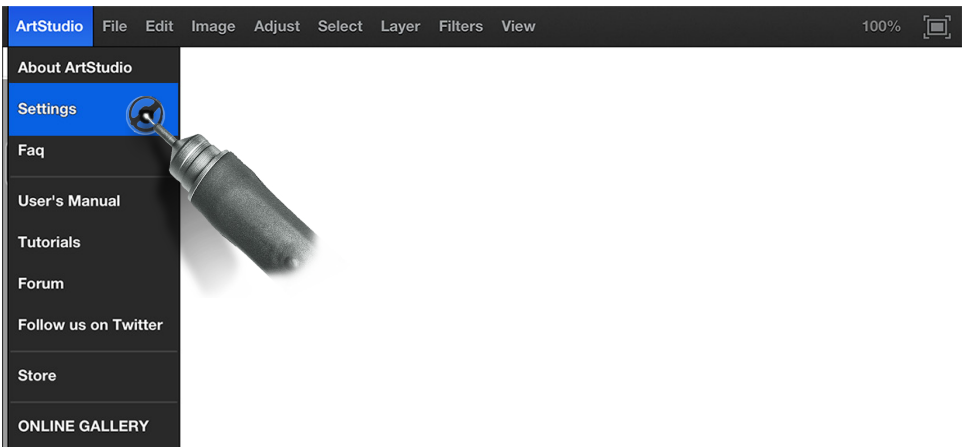 ArtStudio File Edit Image Adjust Select Layer Filters View 100%
About ArtStudio
Settings
Faq
User's Manual
Tutorials
Forum
Follow us on Twitter
Store
ONLINE GALLERY